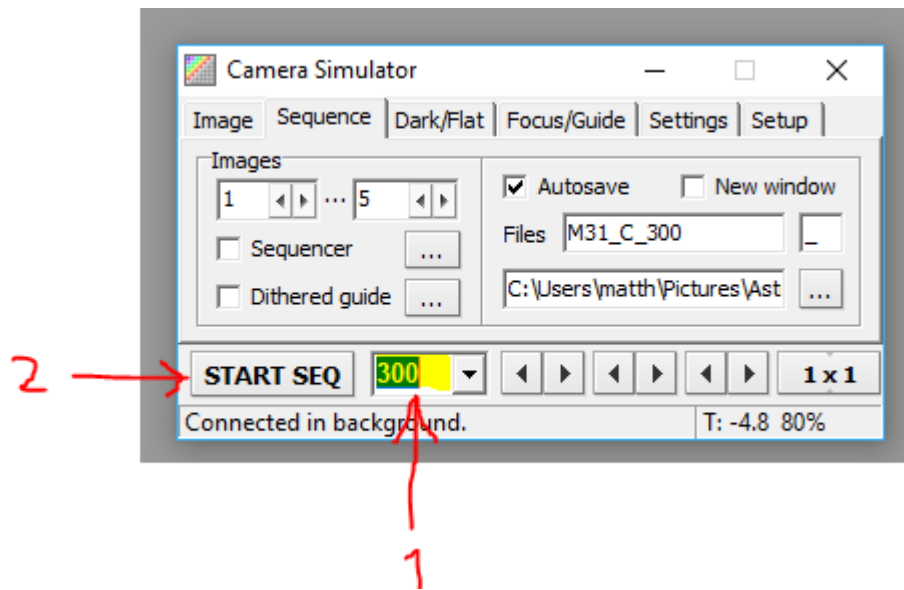 Camera Simulator
Image Sequence Dark/Flat Focus/Guide Settings Setup
Images
1 ... 5
Autosave New window
Files M31_C_300 _
Sequencer ...
Dithered guide ...
C:\Users\matth\Pictures\Ast ...
2 START SEQ 300 1 x 1
Connected in background. T: -4.8 80%
1